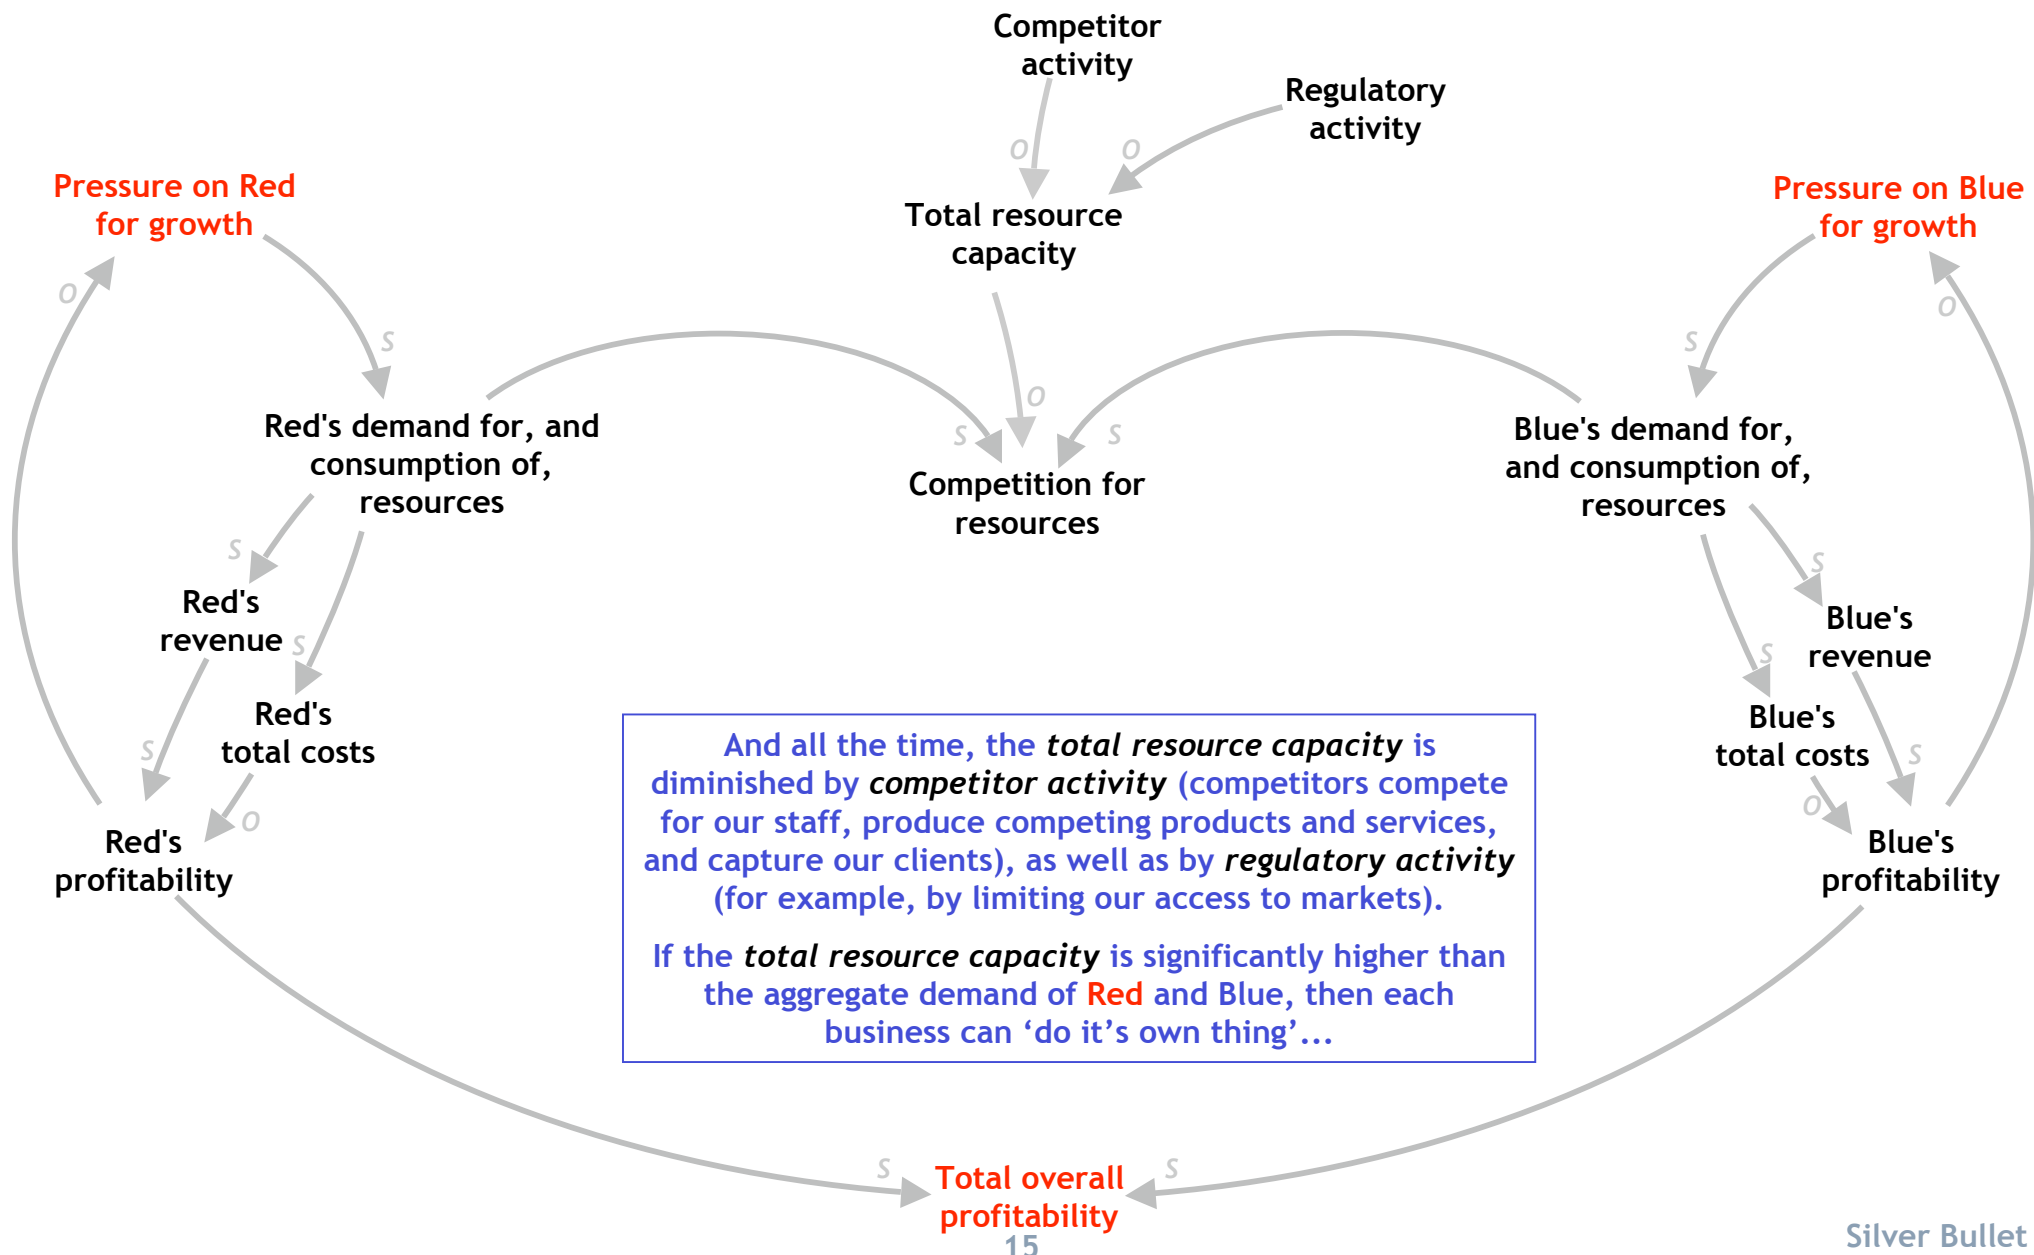 Competitor
activity
Regulatory
activity
O
O
Pressure on Red
for growth
Pressure on Blue
for growth
Total resource
capacity
O
O
S
S
O
S
S
Red's demand for, and
consumption of,
resources
Blue's demand for,
and consumption of,
resources
Competition for
resources
S
S
Red's
revenue
Blue's
revenue
S
S
Red's
total costs
Blue's
total costs
S
S
O
O
Red's
profitability
Blue's
profitability
And all the time, the total resource capacity is
diminished by competitor activity (competitors compete
for our staff, produce competing products and services,
and capture our clients), as well as by regulatory activity
(for example, by limiting our access to markets).
If the total resource capacity is significantly higher than
the aggregate demand of Red and Blue, then each
business can ‘do it’s own thing’...
S
S
Total overall
profitability
15
Silver Bullet